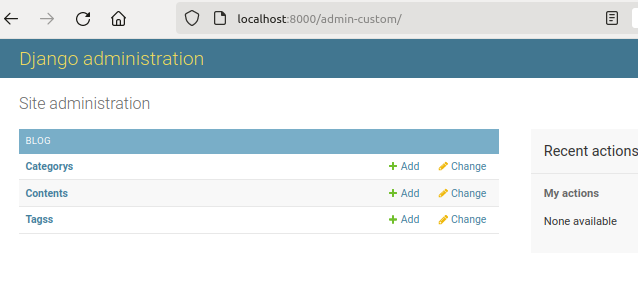 localhost:8000/admin-custom/
Django administration
Site administration
BLOG
Categorys Add Change
Contents Add Change
Tagss Add Change
Recent actions
My actions
None available